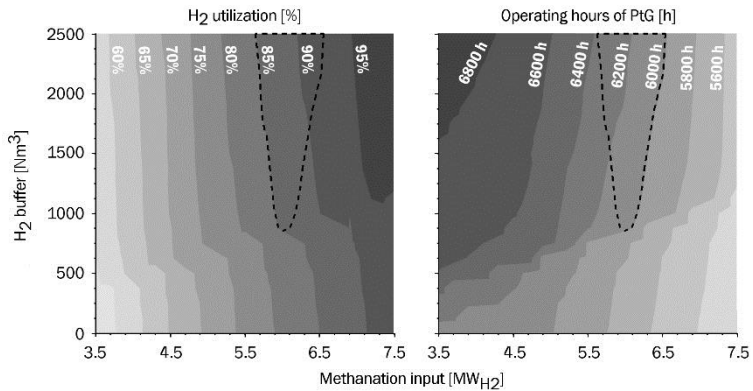 H2 utilization [%]
Operating hours of PtG [h]
2500
2000
1500
1000
500
0
H2 buffer [Nm3]
60%
65%
70%
75%
80%
85%
90%
95%
6800 h
6600 h
6400 h
6200 h
6000 h
5800 h
5600 h
3.5
4.5
5.5
6.5
7.5
3.5
4.5
5.5
6.5
7.5
Methanation input [MWH2]